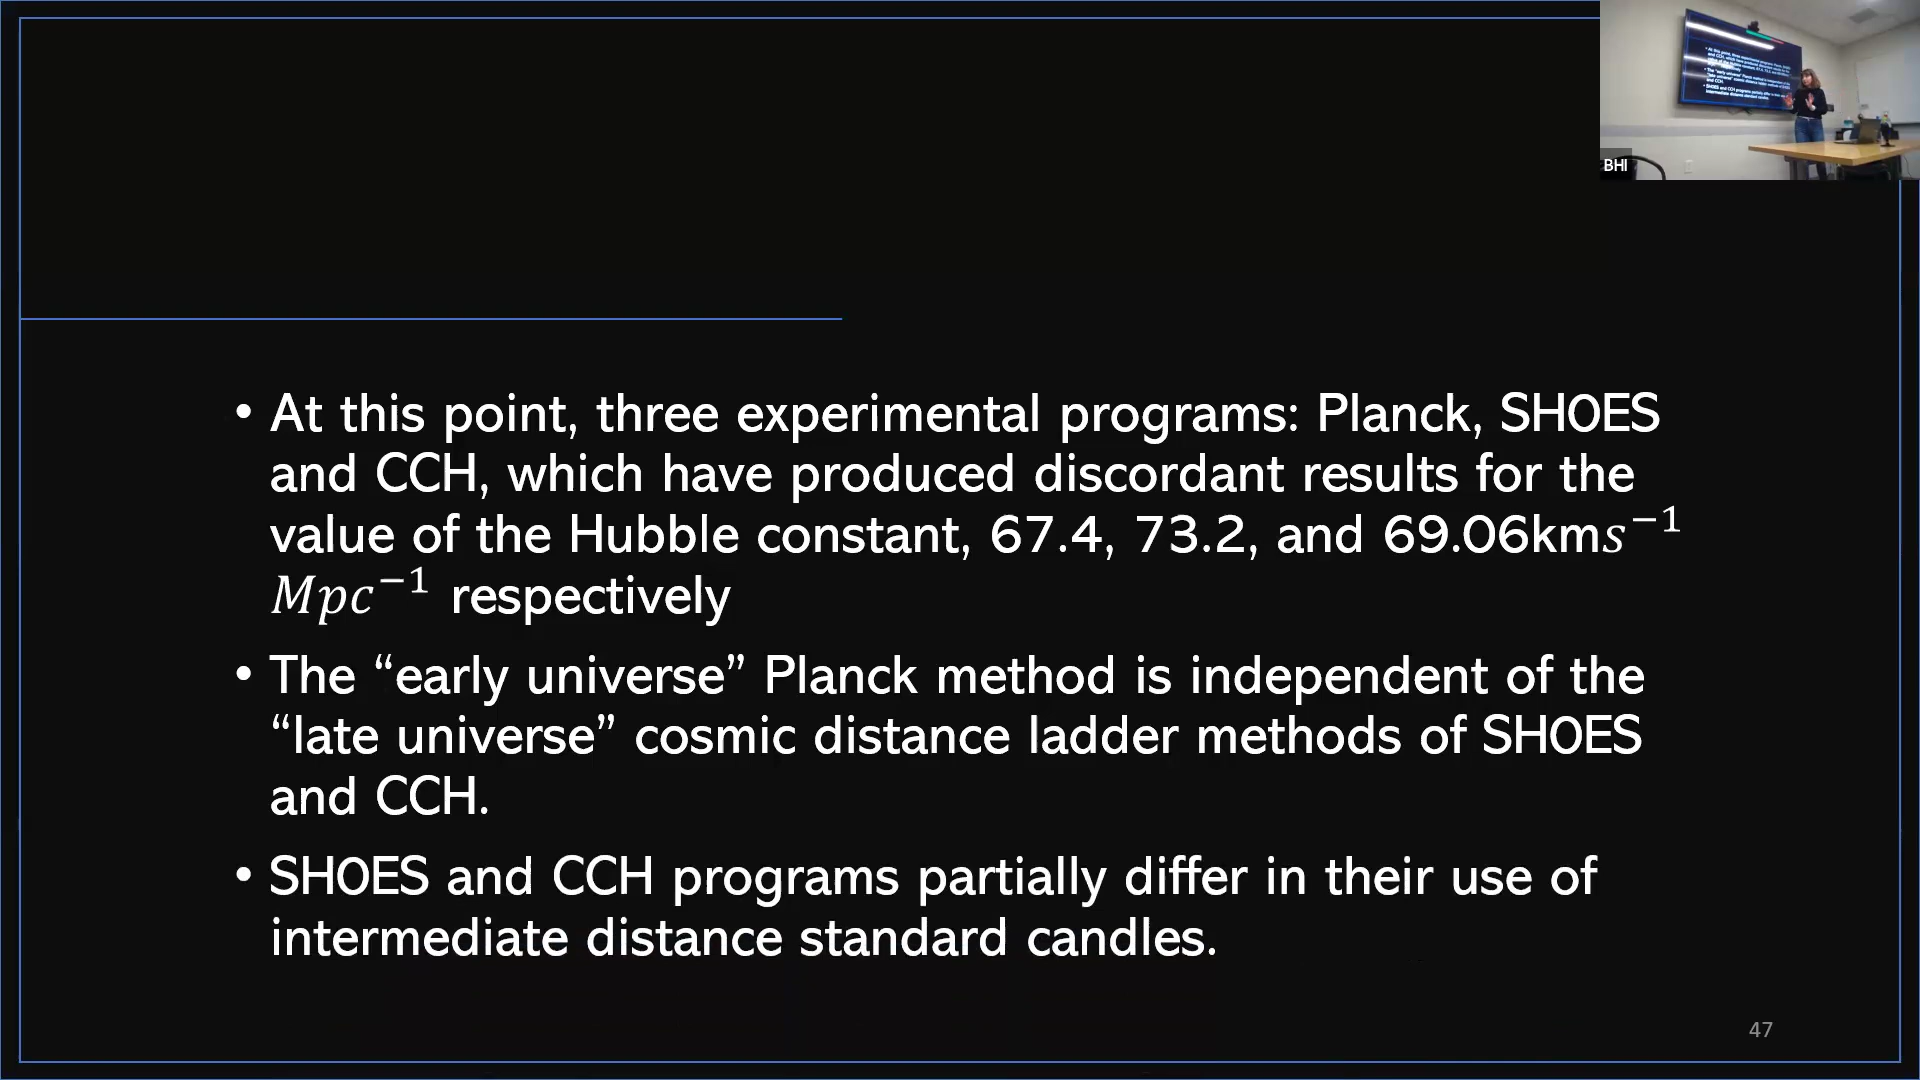 BHI
• At this point, three experimental programs: Planck, SHOES
and CCH, which have produced discordant results for the
value of the Hubble constant, 67.4, 73.2, and 69.06kms⁻¹
Mpc⁻¹ respectively
• The “early universe” Planck method is independent of the
“late universe” cosmic distance ladder methods of SHOES
and CCH.
• SHOES and CCH programs partially differ in their use of
intermediate distance standard candles.
47